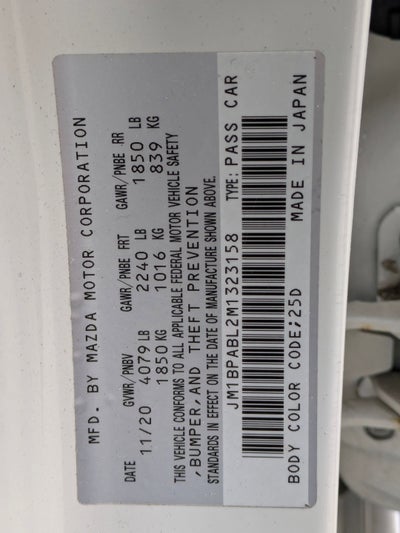 MFD. BY MAZDA MOTOR CORPORATION
DATE GVWR/PNBV GAWR/PNBE FRT GAWR/PNBE RR
11/20 4079 LB 2240 LB 1850 LB
1850 KG 1016 KG 839 KG
THIS VEHICLE CONFORMS TO ALL APPLICABLE FEDERAL MOTOR VEHICLE SAFETY
, BUMPER, AND THEFT PREVENTION
STANDARDS IN EFFECT ON THE DATE OF MANUFACTURE SHOWN ABOVE.
JM1BPABL2M1323158 TYPE: PASS CAR
BODY COLOR CODE;25D MADE IN JAPAN